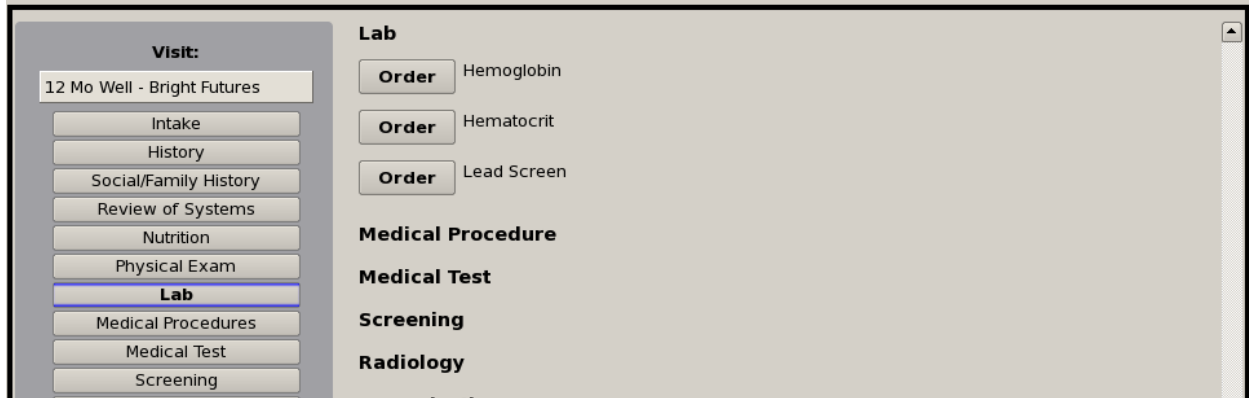 Visit:
12 Mo Well - Bright Futures
Intake
History
Social/Family History
Review of Systems
Nutrition
Physical Exam
Lab
Medical Procedures
Medical Test
Screening
Lab
Order Hemoglobin
Order Hematocrit
Order Lead Screen
Medical Procedure
Medical Test
Screening
Radiology